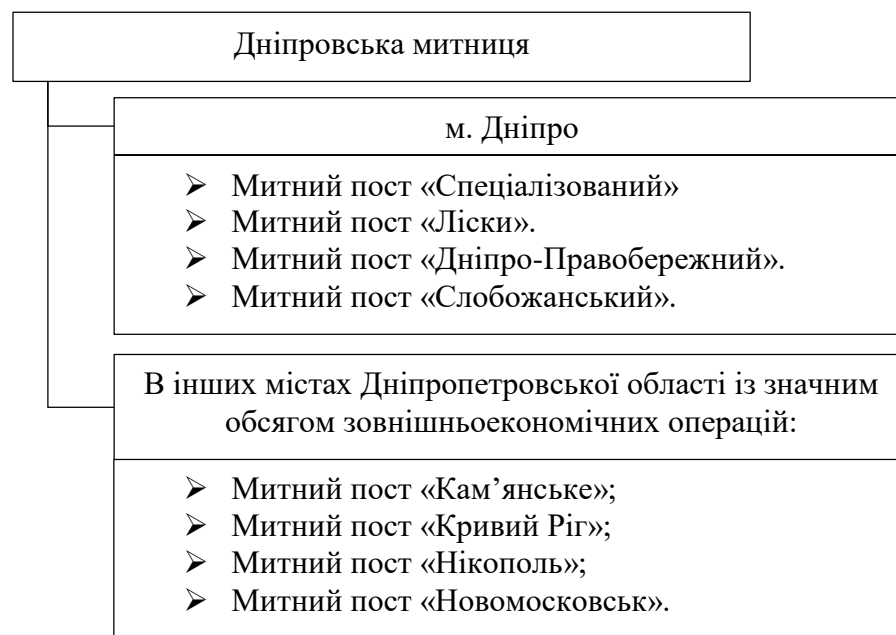 Дніпровська митниця
м. Дніпро
➢ Митний пост «Спеціалізований»
➢ Митний пост «Ліски».
➢ Митний пост «Дніпро-Правобережний».
➢ Митний пост «Слобожанський».
В інших містах Дніпропетровської області із значним
обсягом зовнішньоекономічних операцій:
➢ Митний пост «Кам’янське»;
➢ Митний пост «Кривий Ріг»;
➢ Митний пост «Нікополь»;
➢ Митний пост «Новомосковськ».